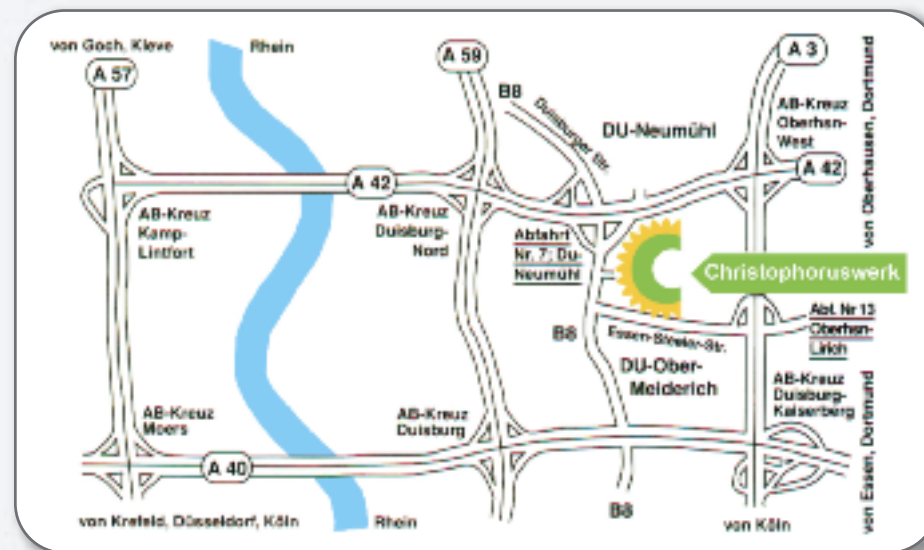 von Goch, Kleve
Rhein
A 57
A 59
A 3
B8
Duisburger Str.
DU-Neumühl
AB-Kreuz
Oberhsn-
West
von Oberhausen, Dortmund
A 42
A 42
AB-Kreuz
Kamp-
Lintfort
AB-Kreuz
Duisburg-
Nord
Abfahrt
Nr. 7: Du-
Neumühl
Christophoruswerk
Abf. Nr 13
Oberhsn-
Lirich
B8
Essen-Steeler-Str.
DU-Ober-
Meiderich
AB-Kreuz
Duisburg-
Kaiserberg
AB-Kreuz
Moers
AB-Kreuz
Duisburg
A 40
von Essen, Dortmund
von Krefeld, Düsseldorf, Köln
Rhein
B8
von Köln